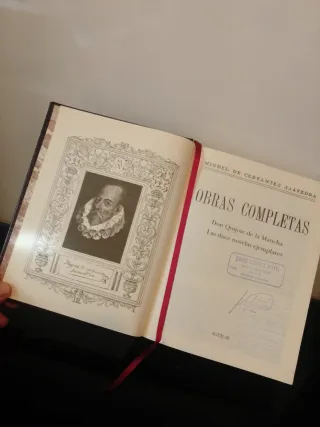 MIGUEL DE CERVANTES SAAVEDRA
OBRAS COMPLETAS
Don Quijote de la Mancha
Las doce novelas ejemplares
AGUILAR